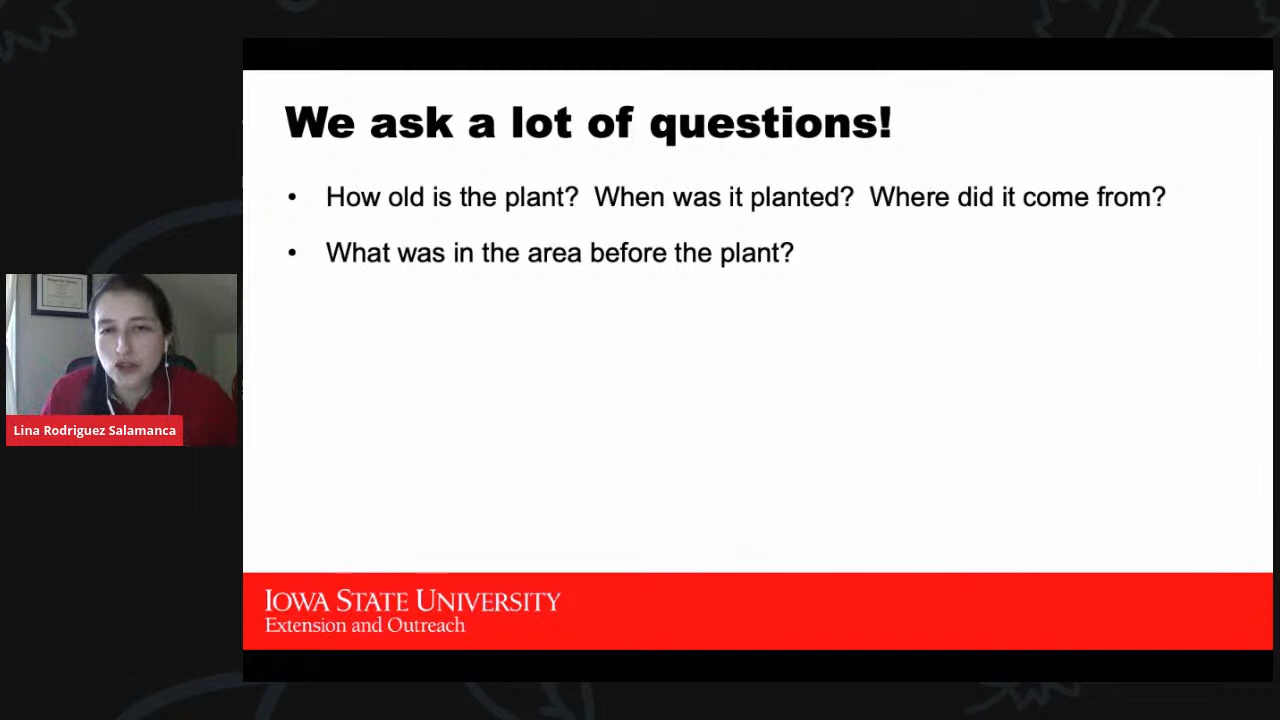 We ask a lot of questions!
• How old is the plant? When was it planted? Where did it come from?
• What was in the area before the plant?
Lina Rodriguez Salamanca
IOWA STATE UNIVERSITY
Extension and Outreach